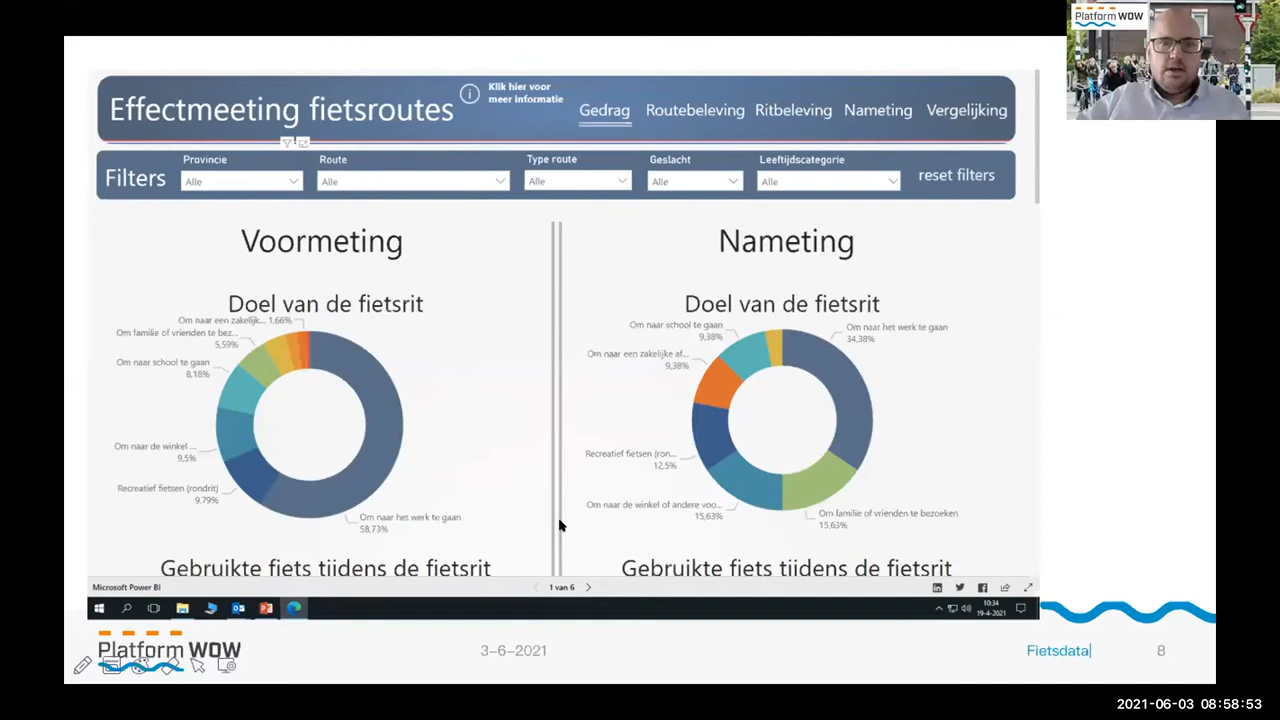 Platform WOW
Effectmeeting fietsroutes
Klik hier voor
meer informatie
Gedrag
Routebeleving
Ritbeleving
Nameting
Vergelijking
Filters
Provincie
Alle
Route
Alle
Type route
Alle
Geslacht
Alle
Leeftijdscategorie
Alle
reset filters
Voormeting
Doel van de fietsrit
Om naar een zakelijk... 1,66%
Om familie of vrienden te bez...
5,59%
Om naar school te gaan
8,18%
Om naar de winkel ...
9,5%
Recreatief fietsen (rondrit)
9,79%
Om naar het werk te gaan
58,73%
Gebruikte fiets tijdens de fietsrit
Nameting
Doel van de fietsrit
Om naar school te gaan
9,38%
Om naar een zakelijke af...
9,38%
Recreatief fietsen (ron...
12,5%
Om naar de winkel of andere voo...
15,63%
Om naar het werk te gaan
34,38%
Om familie of vrienden te bezoeken
15,63%
Gebruikte fiets tijdens de fietsrit
Microsoft Power BI
1 van 6
10:34
19-4-2021
Platform WOW
3-6-2021
Fietsdata|
8
2021-06-03 08:58:53